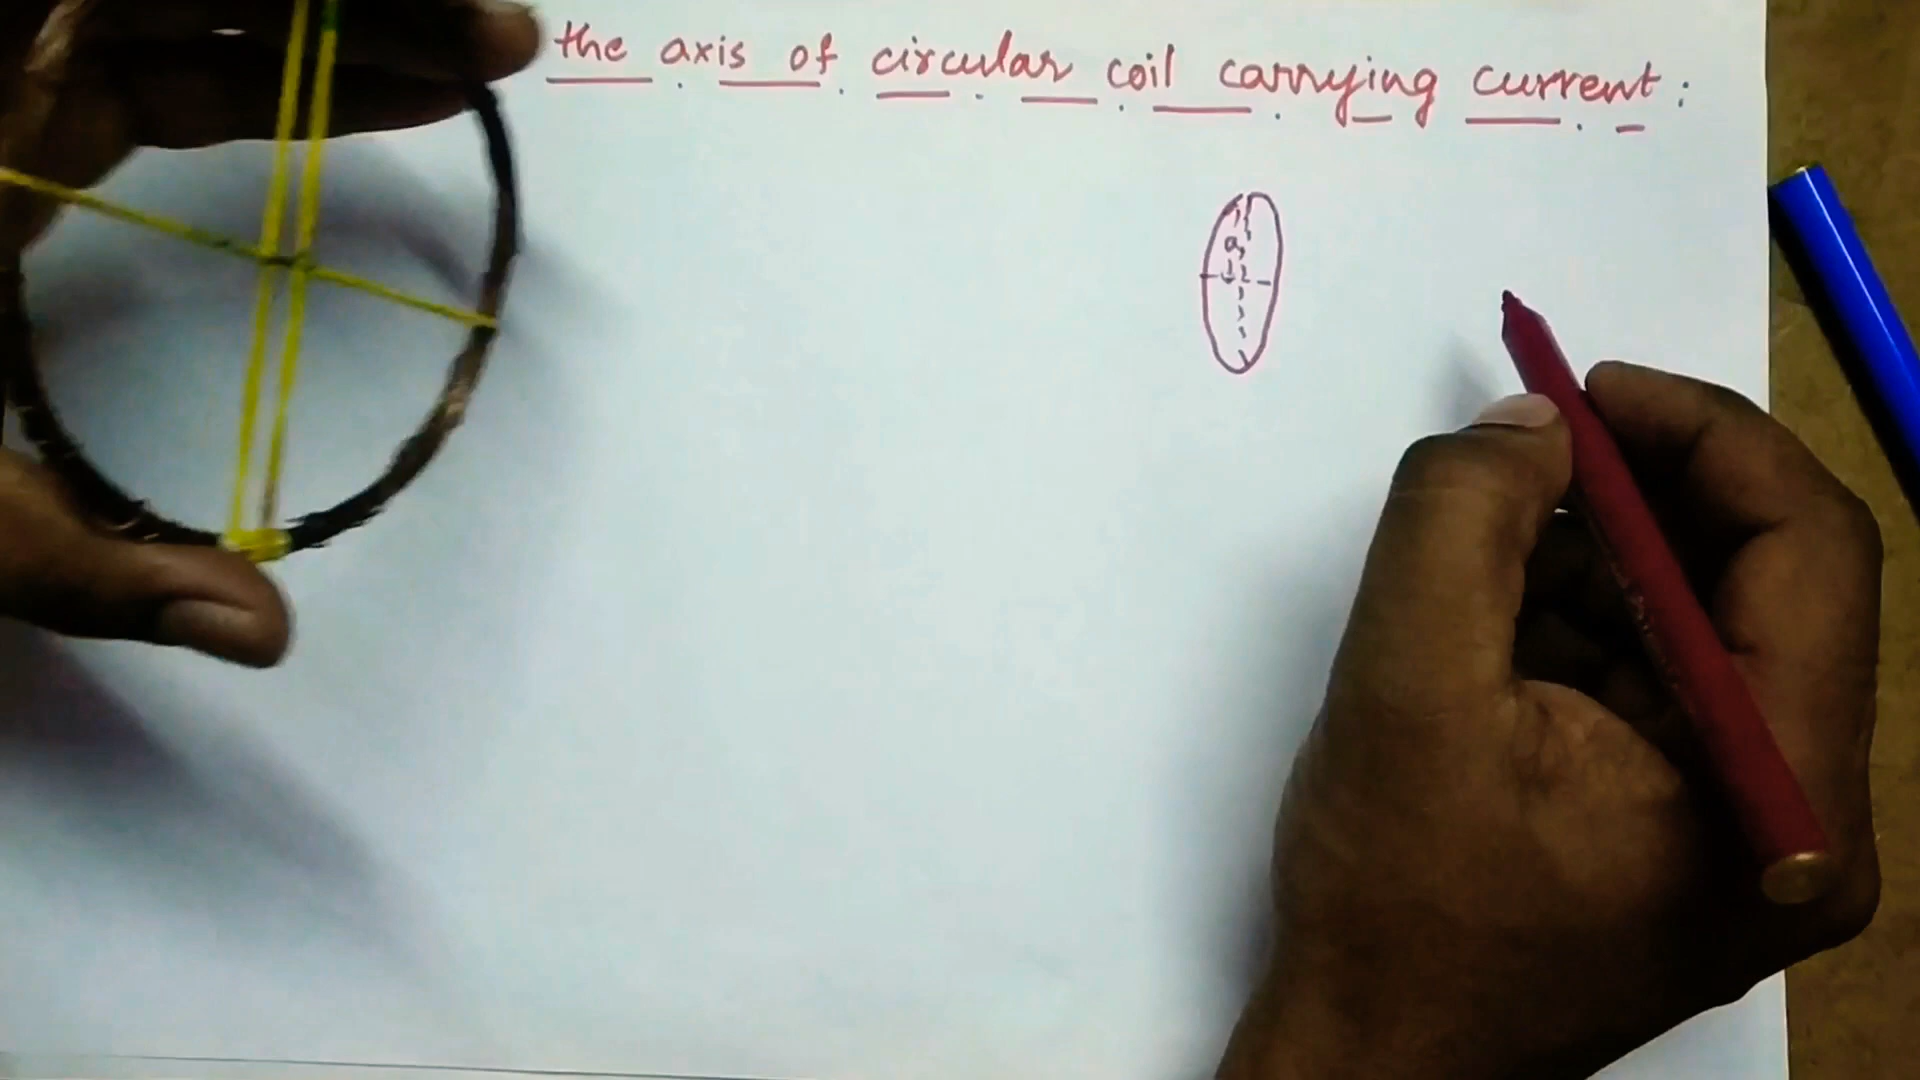 the axis of circular coil carrying current :
a